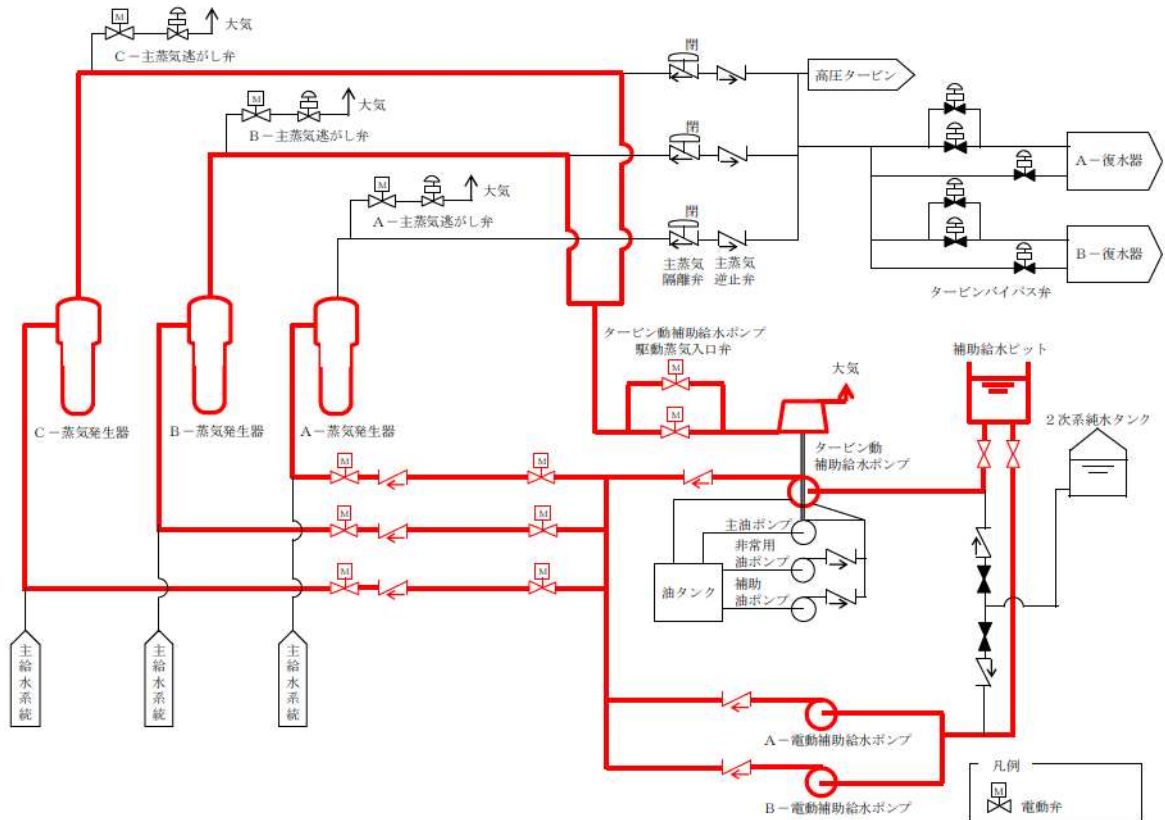 M
大気
C－主蒸気逃がし弁
閉
高圧タービン
M
大気
B－主蒸気逃がし弁
閉
A－復水器
M
大気
A－主蒸気逃がし弁
閉
主蒸気
隔離弁
主蒸気
逆止弁
B－復水器
タービンバイパス弁
タービン動補助給水ポンプ
駆動蒸気入口弁
M
M
大気
補助給水ピット
2次系純水タンク
C－蒸気発生器
B－蒸気発生器
A－蒸気発生器
タービン動
補助給水ポンプ
M
M
M
M
M
M
主油ポンプ
非常用
油ポンプ
補助
油ポンプ
油タンク
主給水系統
主給水系統
主給水系統
A－電動補助給水ポンプ
B－電動補助給水ポンプ
凡例
M
電動弁